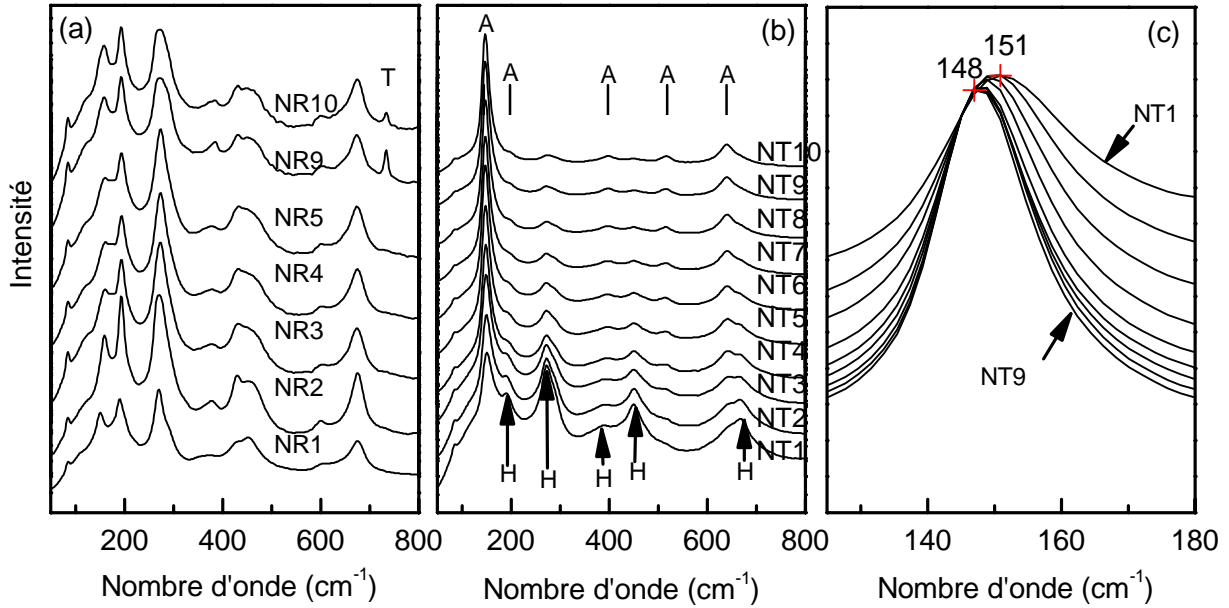 Intensité
(a)
T
NR10
NR9
NR5
NR4
NR3
NR2
NR1
200 400 600 800
Nombre d'onde (cm-1)
(b)
A
A A A A
NT10
NT9
NT8
NT7
NT6
NT5
NT4
NT3
NT2
NT1
H H H H H
200 400 600 800
Nombre d'onde (cm-1)
(c)
151
148
NT1
NT9
140 160 180
Nombre d'onde (cm-1)